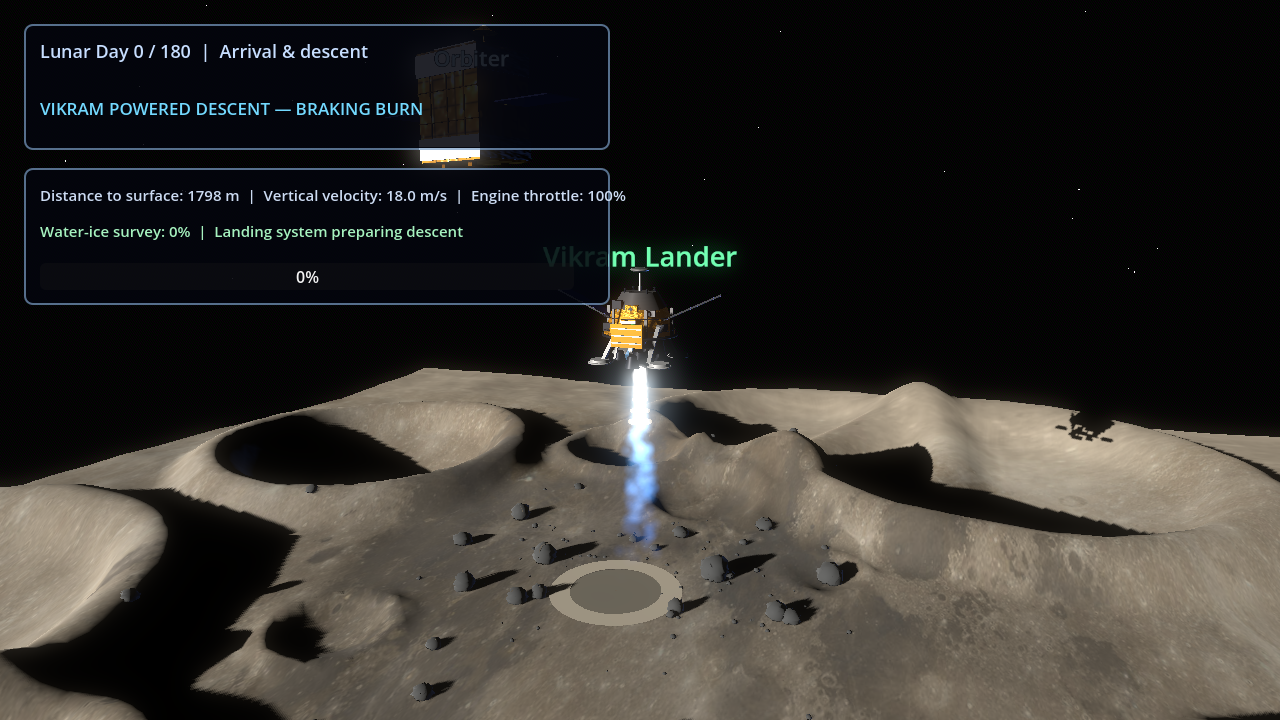 Lunar Day 0 / 180 | Arrival & descent
Orbiter
VIKRAM POWERED DESCENT — BRAKING BURN
Distance to surface: 1798 m | Vertical velocity: 18.0 m/s | Engine throttle: 100%
Water-ice survey: 0% | Landing system preparing descent
Vikram Lander
0%